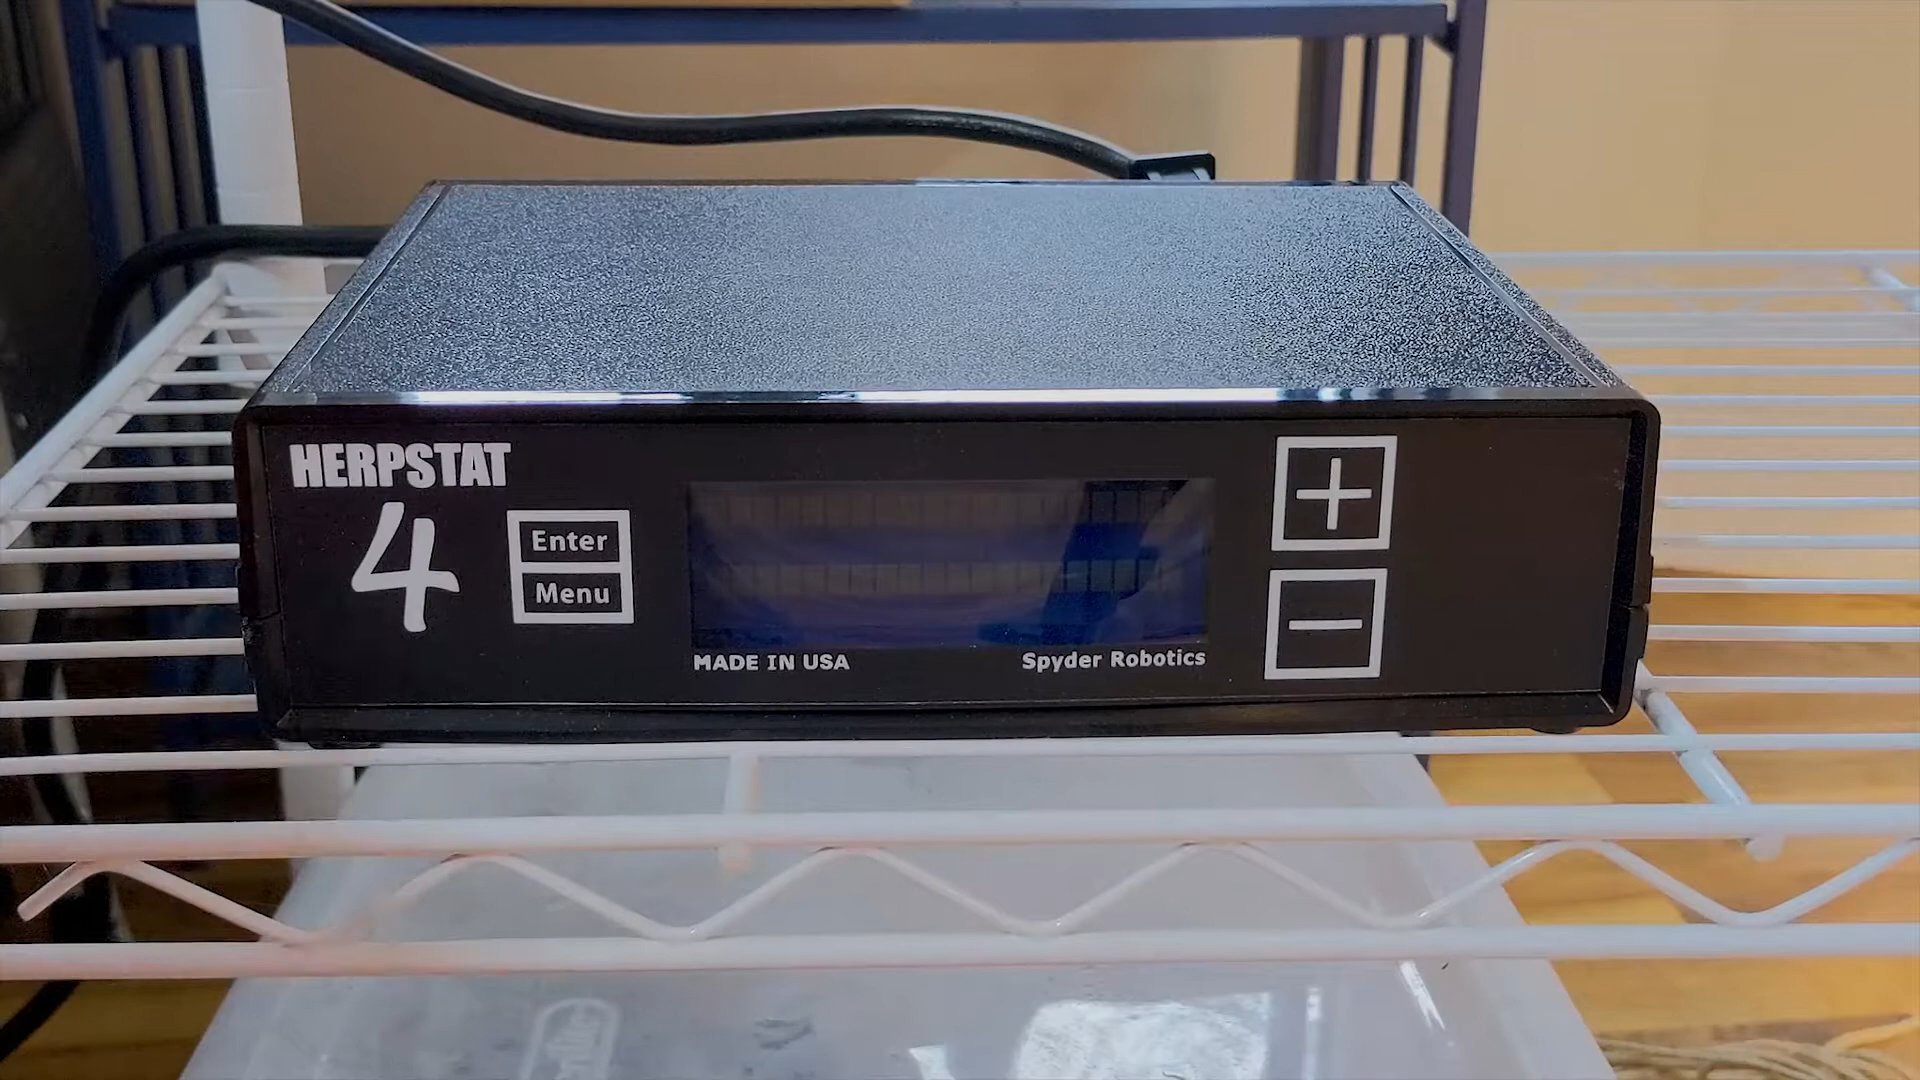 HERPSTAT
4
Enter
Menu
MADE IN USA
Spyder Robotics
+
−